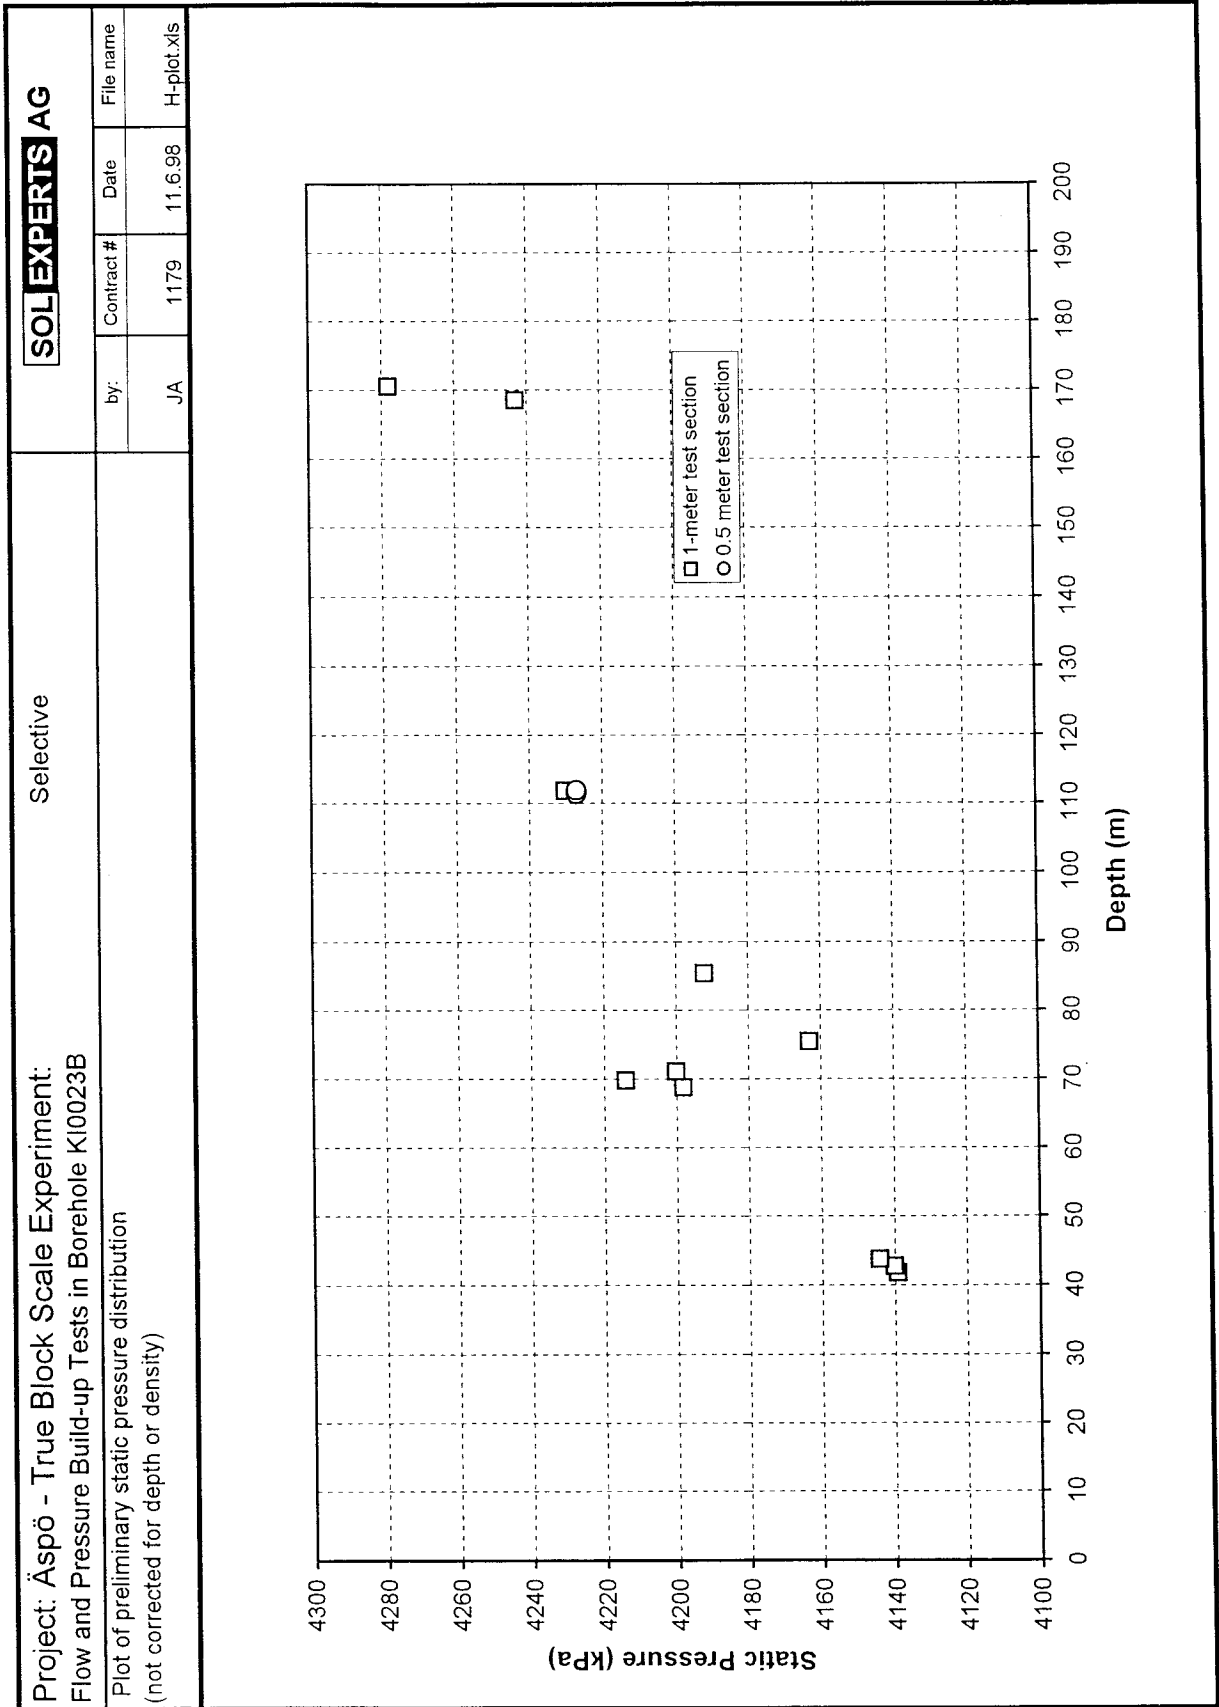 Project: Äspö - True Block Scale Experiment:
Selective
Flow and Pressure Build-up Tests in Borehole KI0023B
SOLEXPERTS AG
Plot of preliminary static pressure distribution
(not corrected for depth or density)
by: Contract # Date File name
JA 1179 11.6.98 H-plot.xls
Static Pressure (kPa)
4300
4280
4260
4240
4220
4200
4180
4160
4140
4120
4100
1-meter test section
0.5 meter test section
0 10 20 30 40 50 60 70 80 90 100 110 120 130 140 150 160 170 180 190 200
Depth (m)